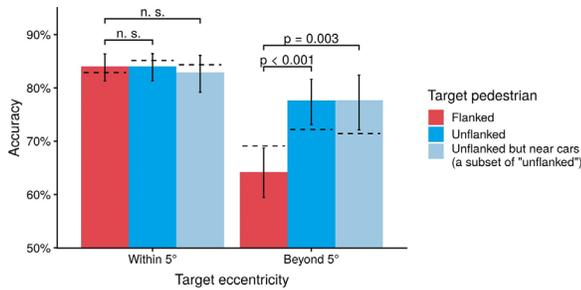 n. s.
n. s.
p = 0.003
p < 0.001
90%
80%
70%
60%
50%
Accuracy
Within 5°
Beyond 5°
Target eccentricity
Target pedestrian
Flanked
Unflanked
Unflanked but near cars
(a subset of "unflanked")